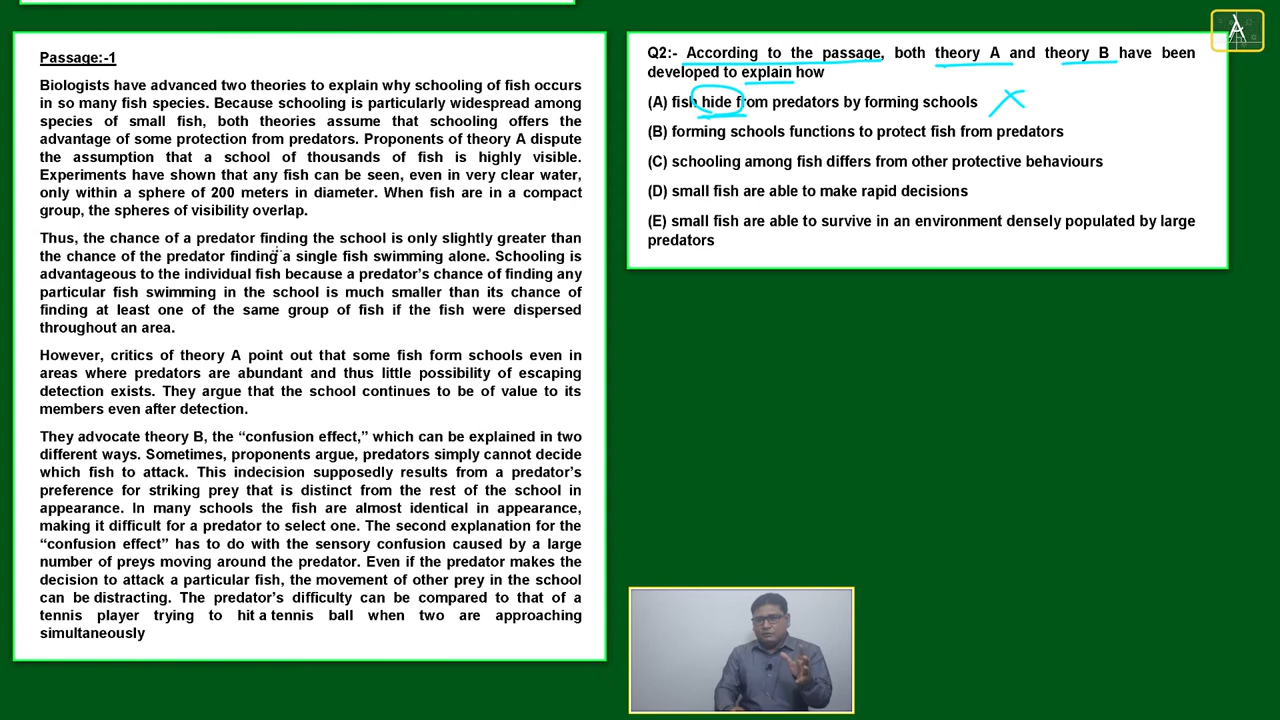 Passage:-1
Biologists have advanced two theories to explain why schooling of fish occurs
in so many fish species. Because schooling is particularly widespread among
species of small fish, both theories assume that schooling offers the
advantage of some protection from predators. Proponents of theory A dispute
the assumption that a school of thousands of fish is highly visible.
Experiments have shown that any fish can be seen, even in very clear water,
only within a sphere of 200 meters in diameter. When fish are in a compact
group, the spheres of visibility overlap.
Thus, the chance of a predator finding the school is only slightly greater than
the chance of the predator finding a single fish swimming alone. Schooling is
advantageous to the individual fish because a predator's chance of finding any
particular fish swimming in the school is much smaller than its chance of
finding at least one of the same group of fish if the fish were dispersed
throughout an area.
However, critics of theory A point out that some fish form schools even in
areas where predators are abundant and thus little possibility of escaping
detection exists. They argue that the school continues to be of value to its
members even after detection.
They advocate theory B, the “confusion effect,” which can be explained in two
different ways. Sometimes, proponents argue, predators simply cannot decide
which fish to attack. This indecision supposedly results from a predator's
preference for striking prey that is distinct from the rest of the school in
appearance. In many schools the fish are almost identical in appearance,
making it difficult for a predator to select one. The second explanation for the
“confusion effect” has to do with the sensory confusion caused by a large
number of preys moving around the predator. Even if the predator makes the
decision to attack a particular fish, the movement of other prey in the school
can be distracting. The predator's difficulty can be compared to that of a
tennis player trying to hit a tennis ball when two are approaching
simultaneously
Q2:- According to the passage, both theory A and theory B have been
developed to explain how
(A) fish hide from predators by forming schools
(B) forming schools functions to protect fish from predators
(C) schooling among fish differs from other protective behaviours
(D) small fish are able to make rapid decisions
(E) small fish are able to survive in an environment densely populated by large
predators
A